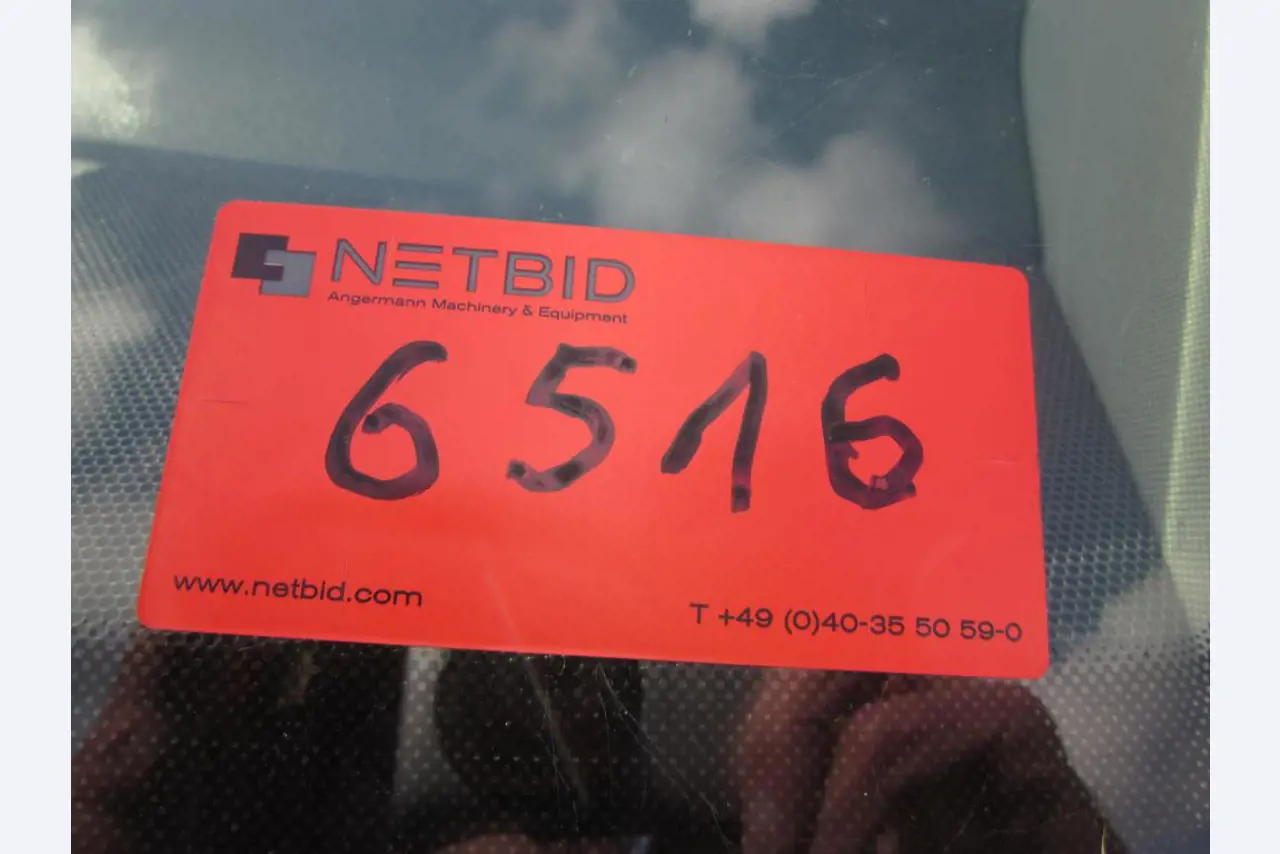 NETBID
Angermann Machinery & Equipment
6516
www.netbid.com
T +49 (0)40-35 50 59-0